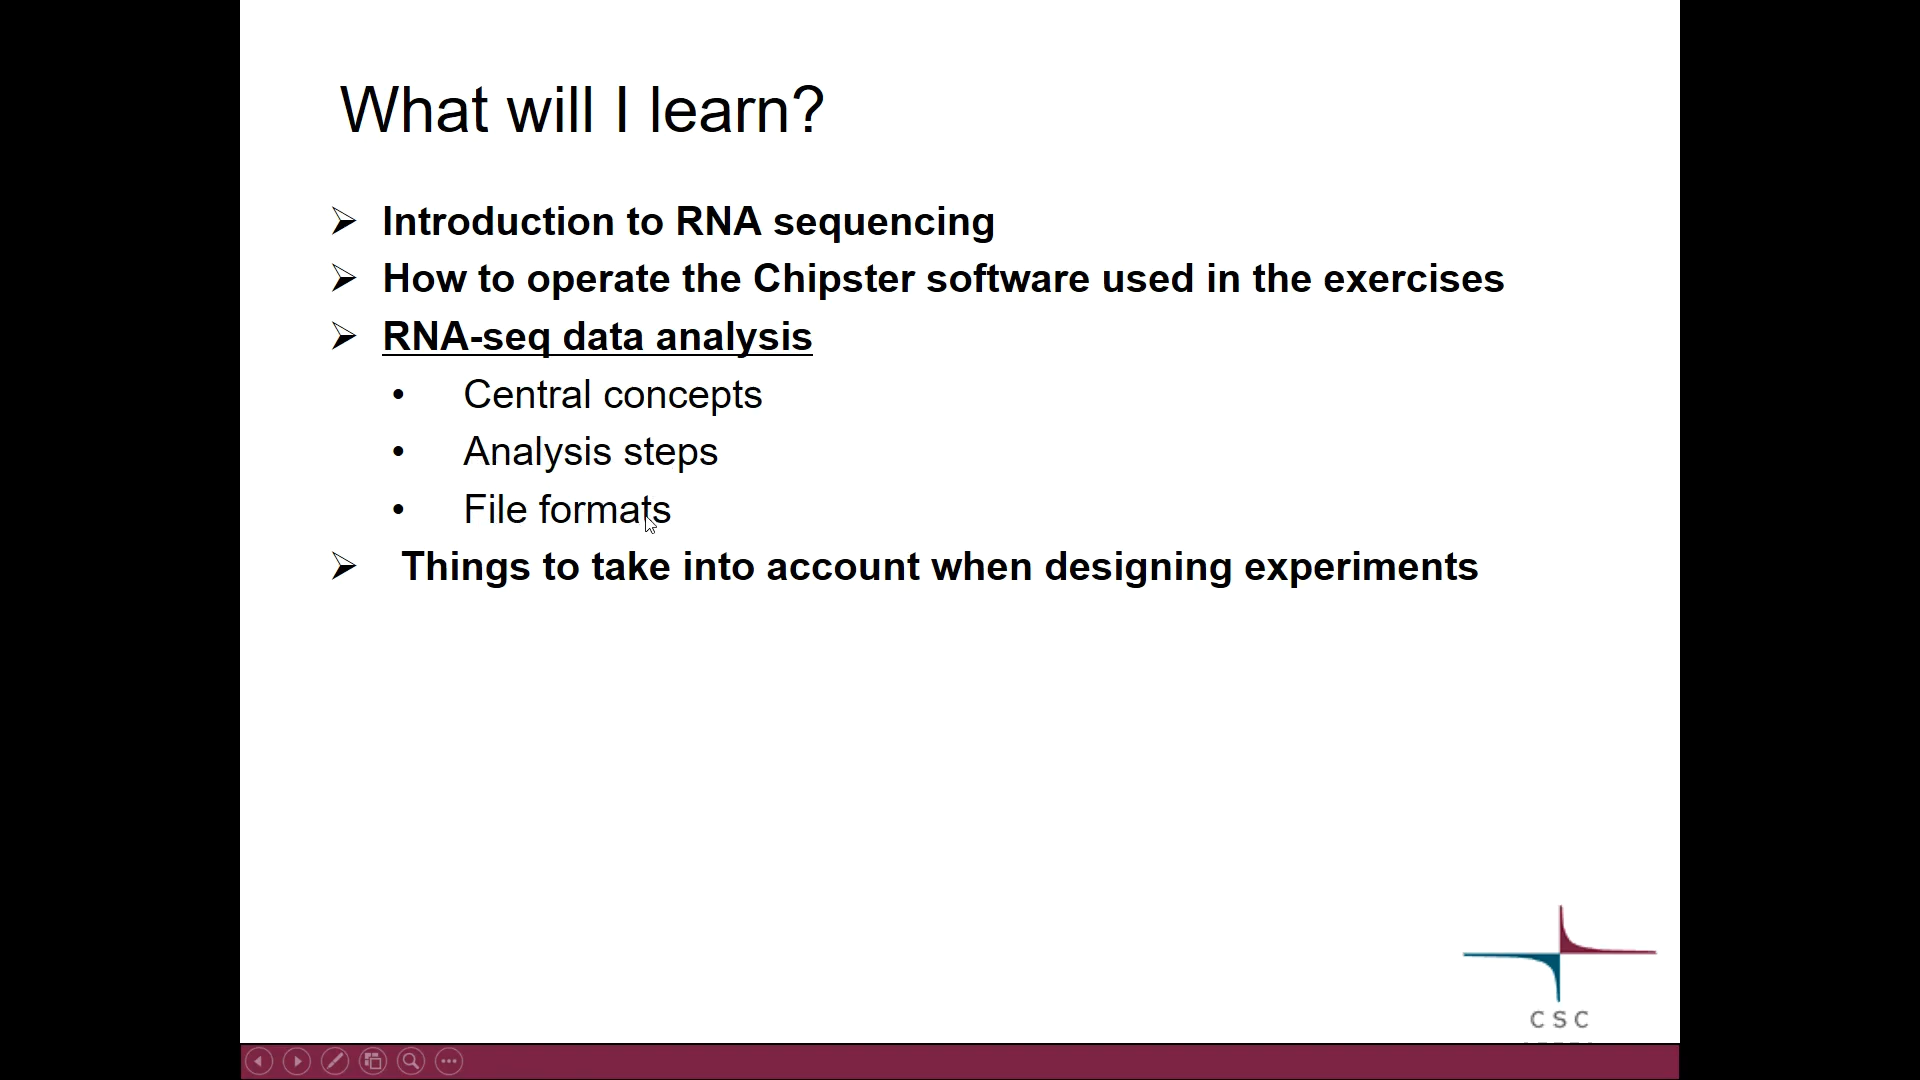 What will I learn?
➢ Introduction to RNA sequencing
➢ How to operate the Chipster software used in the exercises
➢ RNA-seq data analysis
• Central concepts
• Analysis steps
• File formats
➢ Things to take into account when designing experiments
CSC